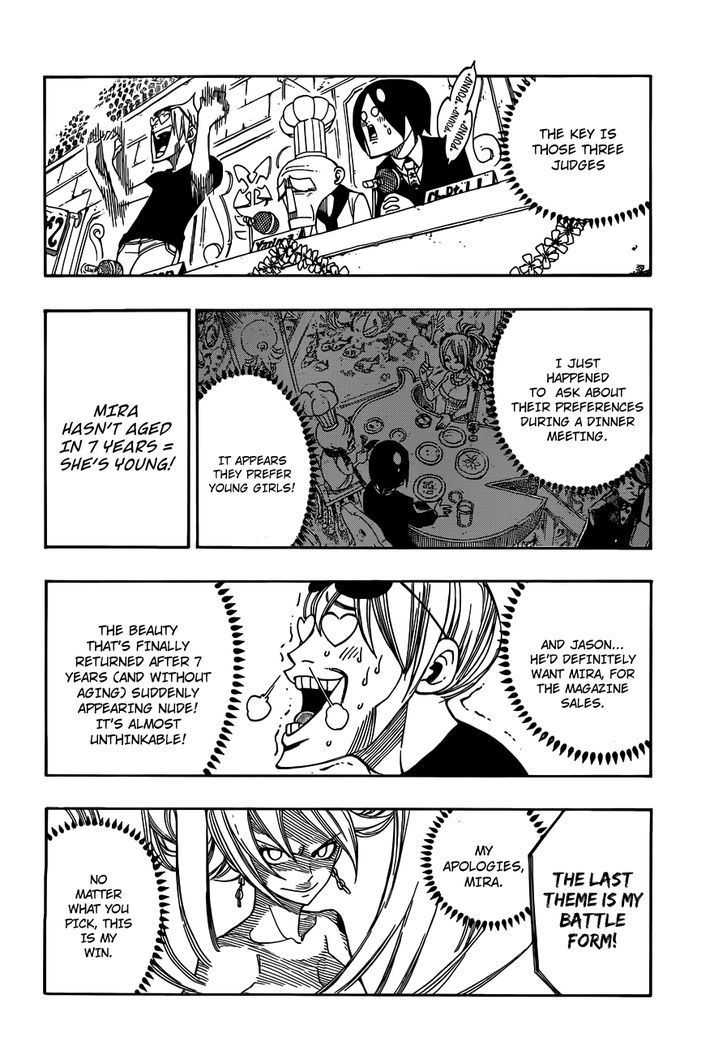 THE KEY IS
THOSE THREE
JUDGES
*POUND* *POUND*
*POUND*
I JUST
HAPPENED
TO ASK ABOUT
THEIR PREFERENCES
DURING A DINNER
MEETING.
IT APPEARS
THEY PREFER
YOUNG GIRLS!
MIRA
HASN'T AGED
IN 7 YEARS =
SHE'S YOUNG!
AND JASON...
HE'D DEFINITELY
WANT MIRA, FOR
THE MAGAZINE
SALES.
THE BEAUTY
THAT'S FINALLY
RETURNED AFTER 7
YEARS (AND WITHOUT
AGING) SUDDENLY
APPEARING NUDE!
IT'S ALMOST
UNTHINKABLE!
THE LAST
THEME IS MY
BATTLE
FORM!
MY
APOLOGIES,
MIRA.
NO
MATTER
WHAT YOU
PICK, THIS
IS MY
WIN.